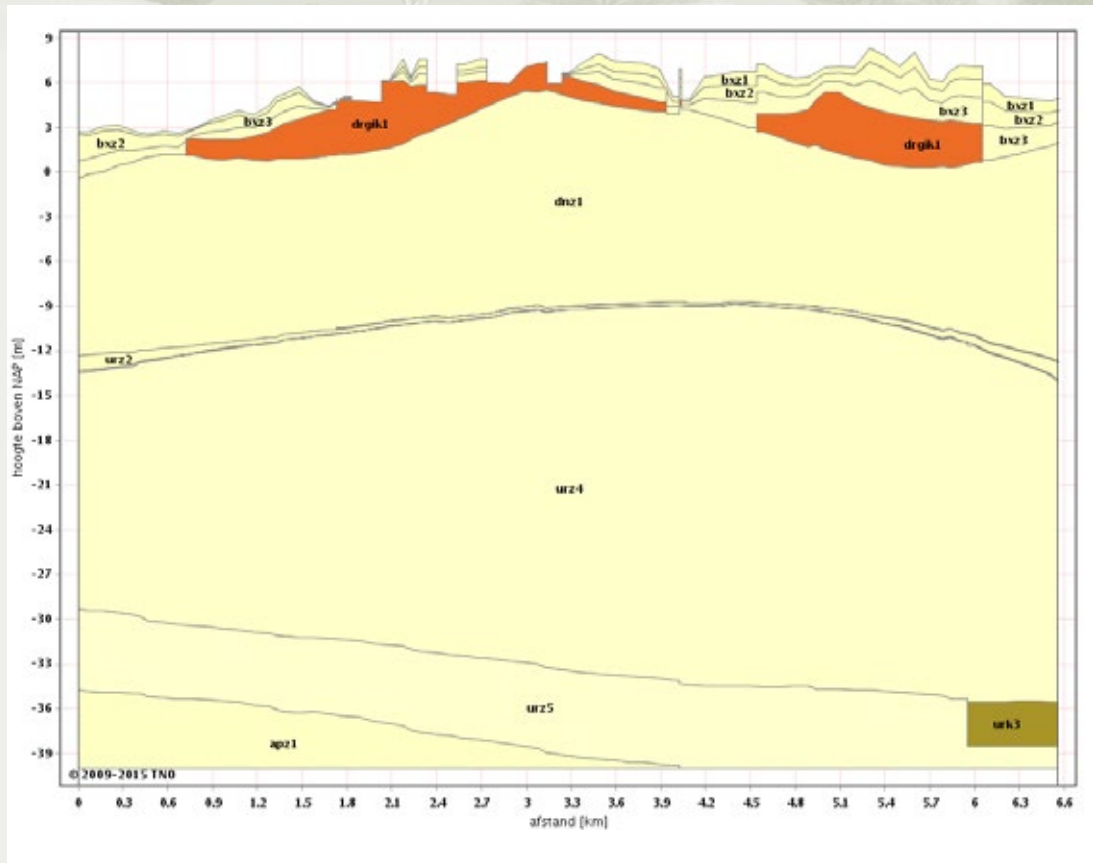 9
6
3
0
-3
-6
-9
-12
-15
-18
-21
-24
-27
-30
-33
-36
-39
hoogte boven NAP [m]
bxz2
bxz3
drgik1
bxz1
bxz2
bxz3
drgik1
bxz1
bxz2
bxz3
dnz1
urz2
urz4
urz5
urk3
apz1
© 2009-2015 TNO
0 0.3 0.6 0.9 1.2 1.5 1.8 2.1 2.4 2.7 3 3.3 3.6 3.9 4.2 4.5 4.8 5.1 5.4 5.7 6 6.3 6.6
afstand [km]